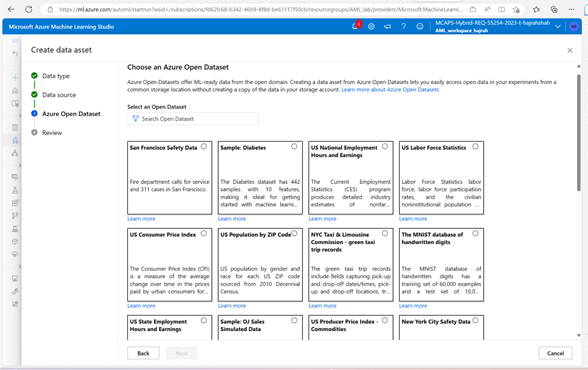 https://ml.azure.com/automl/startrun?wsid=/subscriptions/fd62fc68-b342-46b9-8f8d-be61117f50cb/resourcegroups/AML_lab/providers/Microsoft.MachineLearni...
Microsoft Azure Machine Learning Studio
MCAPS-Hybrid-REQ-55254-2023-t-hajrahshah
AML_workspace_hajrah
Create data asset
Data type
Data source
Azure Open Dataset
Review
Choose an Azure Open Dataset
Azure Open Datasets offer ML-ready data from the open domain. Creating a data asset from Azure Datasets lets you easily access open data in your experiments from a
common storage location without creating a copy of the data in your storage account. Learn more about Azure Open Datasets
Select an Open Dataset
Search Open Dataset
San Francisco Safety Data
Fire department calls for service
and 311 cases in San Francisco.
Learn more
Sample: Diabetes
The Diabetes dataset has 442
samples with 10 features,
making it ideal for getting
started with machine learni...
Learn more
US National Employment
Hours and Earnings
The Current Employment
Statistics (CES) program
produces detailed industry
estimates of nonfar...
Learn more
US Labor Force Statistics
Labor Force Statistics labor
force, labor force participation
rates, and the civilian
noninstitutional population ...
Learn more
US Consumer Price Index
The Consumer Price Index (CPI)
is a measure of the average
change over time in the prices
paid by urban consumers for...
Learn more
US Population by ZIP Code
US population by gender and
race for each US ZIP code
sourced from 2010 Decennial
Census.
Learn more
NYC Taxi & Limousine
Commission - green taxi
trip records
The green taxi trip records
include fields capturing pick-up
and drop-off dates/times, pick-
up and drop-off locations, tr...
Learn more
The MNIST database of
handwritten digits
The MNIST database of
handwritten digits has a
training set of 60,000 examples
and a test set of 10,0...
Learn more
US State Employment
Hours and Earnings
Sample: OJ Sales
Simulated Data
US Producer Price Index -
Commodities
New York City Safety Data
Back
Next
Cancel